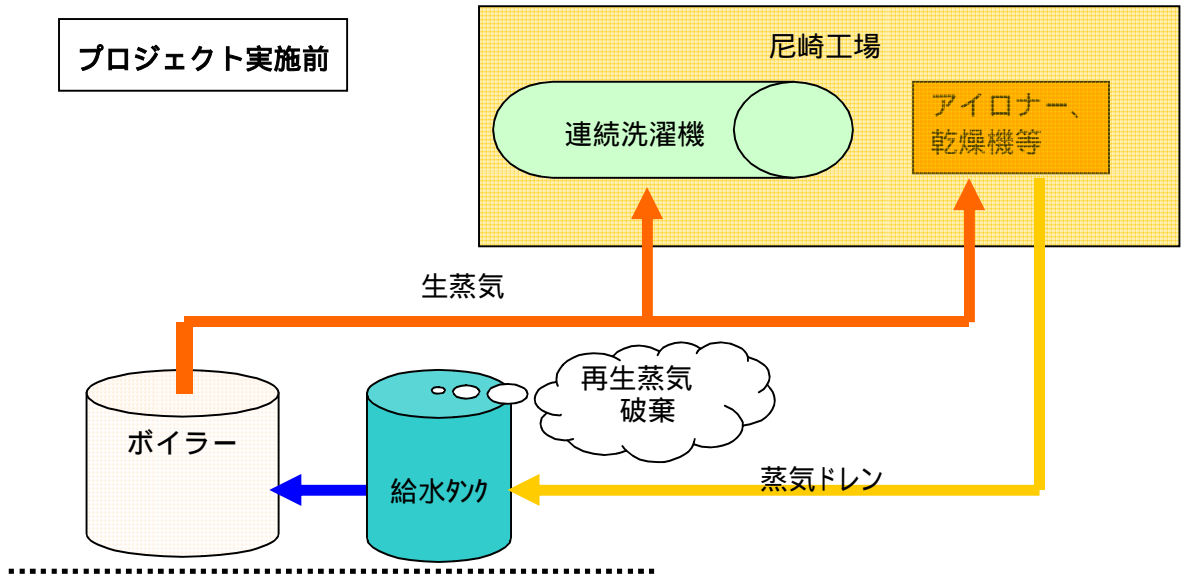 プロジェクト実施前
尼崎工場
連続洗濯機
アイロナー、
乾燥機等
生蒸気
再生蒸気
破棄
ボイラー
給水ﾀﾝｸ
蒸気ﾄﾞﾚﾝ